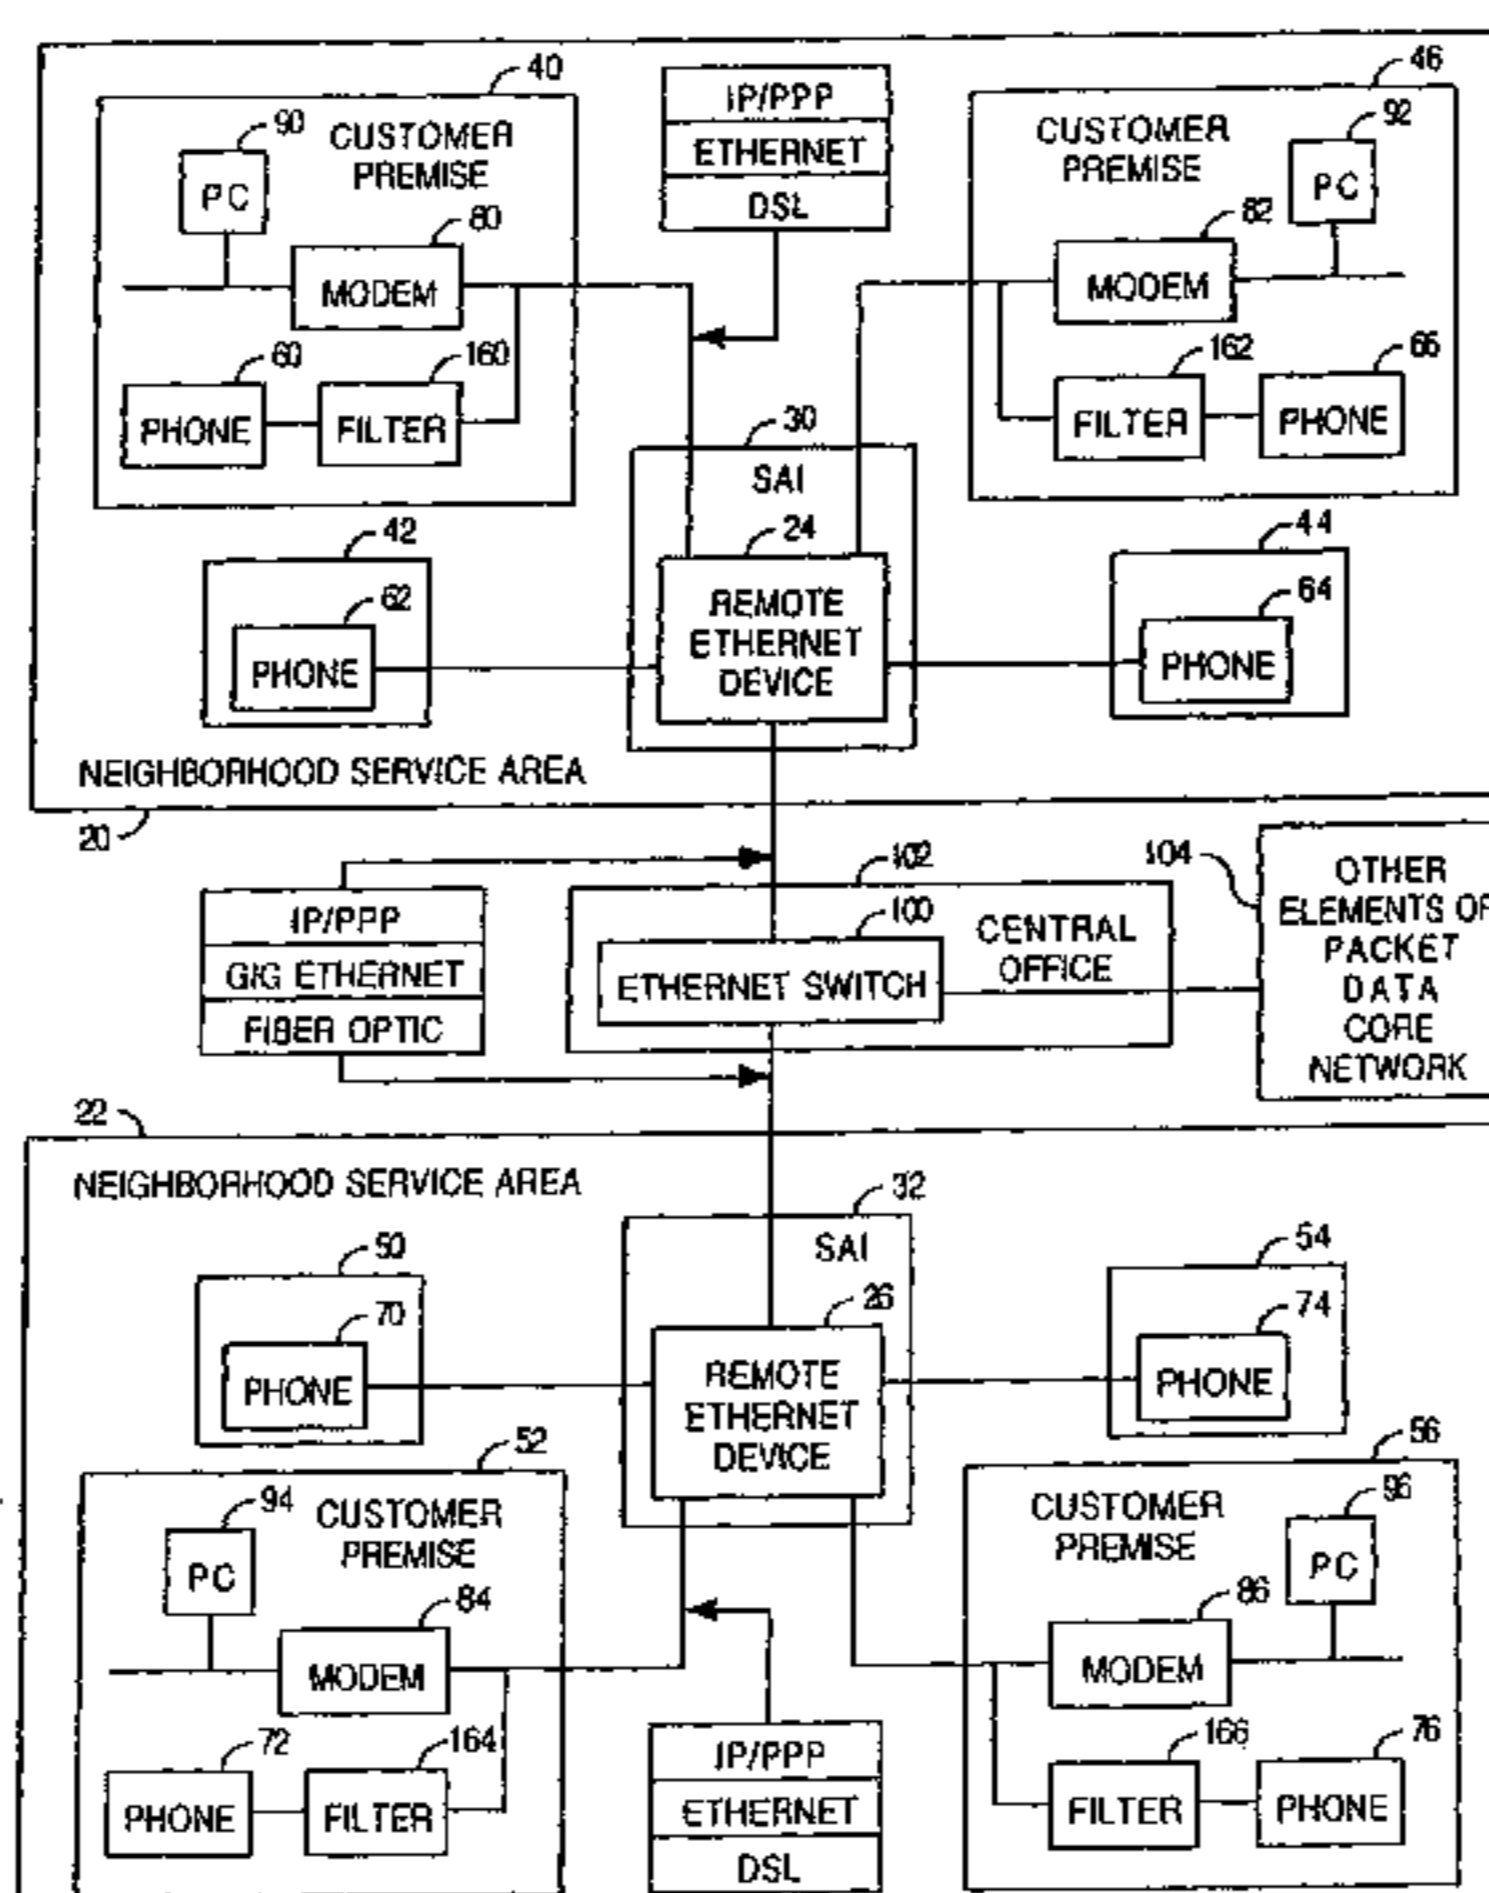 40
46
90
CUSTOMER
PREMISE
PC
80
MODEM
60
160
PHONE
FILTER
IP/PPP
ETHERNET
DSL
CUSTOMER
PREMISE
92
PC
82
MODEM
162
66
FILTER
PHONE
30
SAI
24
REMOTE
ETHERNET
DEVICE
42
62
PHONE
44
64
PHONE
NEIGHBORHOOD SERVICE AREA
20
IP/PPP
GIG ETHERNET
FIBER OPTIC
102
100
CENTRAL
OFFICE
ETHERNET SWITCH
104
OTHER
ELEMENTS OF
PACKET
DATA
CORE
NETWORK
22
NEIGHBORHOOD SERVICE AREA
32
SAI
26
REMOTE
ETHERNET
DEVICE
50
70
PHONE
54
74
PHONE
52
94
CUSTOMER
PREMISE
PC
84
MODEM
72
164
PHONE
FILTER
IP/PPP
ETHERNET
DSL
56
CUSTOMER
PREMISE
96
PC
86
MODEM
166
76
FILTER
PHONE